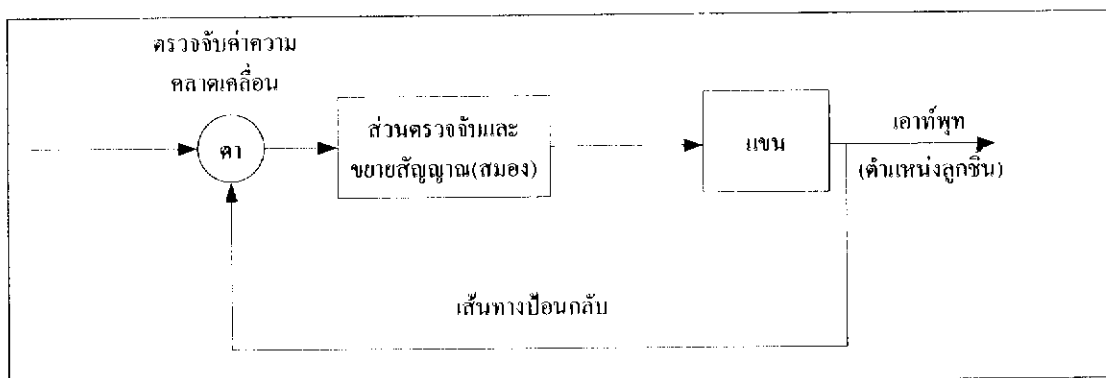 ตรวจจับค่าความ
คลาดเคลื่อน
ตา
ส่วนตรวจจับและ
ขยายสัญญาณ(สมอง)
แขน
เอาท์พุท
(ตำแหน่งลูกชิ้น)
เส้นทางป้อนกลับ